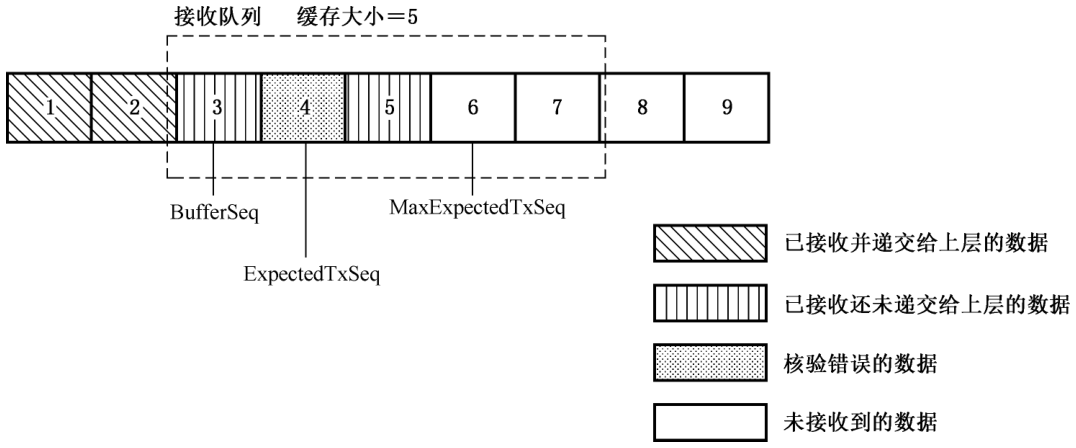 接收队列 缓存大小=5
1 2 3 4 5 6 7 8 9
BufferSeq
MaxExpectedTxSeq
ExpectedTxSeq
已接收并递交给上层的数据
已接收还未递交给上层的数据
核验错误的数据
未接收到的数据